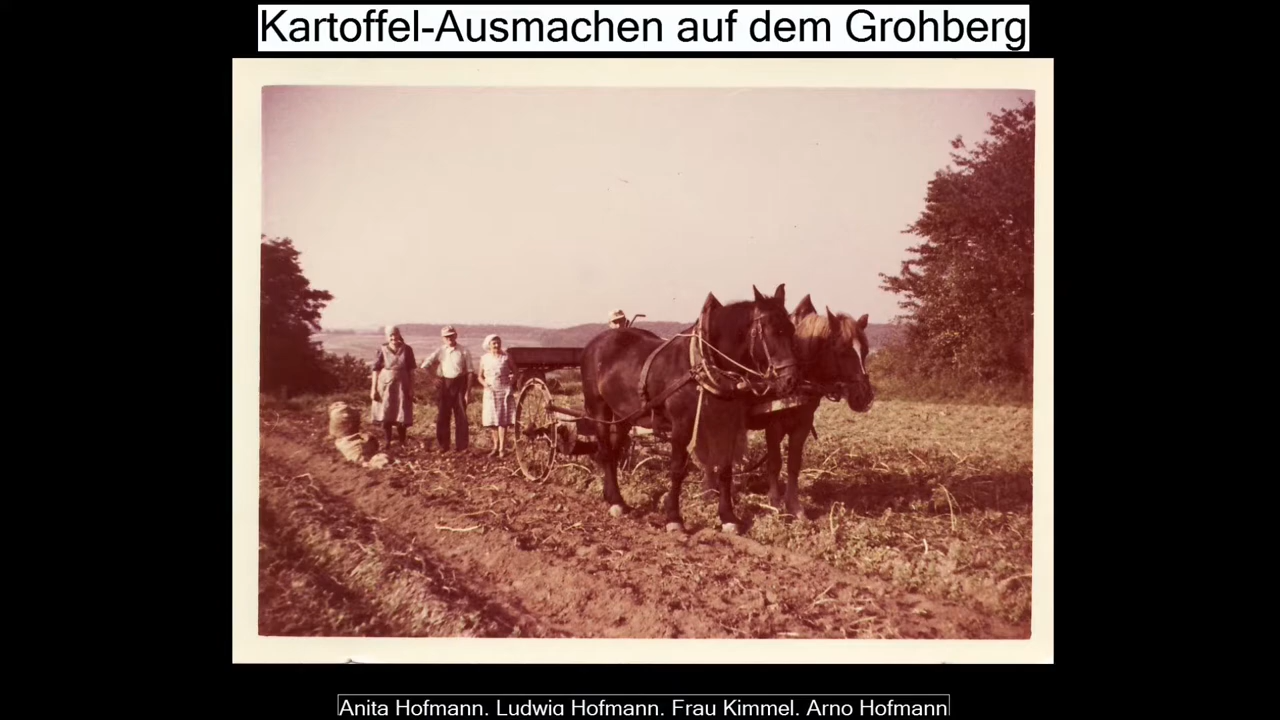 Kartoffel-Ausmachen auf dem Grohberg
Anita Hofmann, Ludwig Hofmann, Frau Kimmel, Arno Hofmann